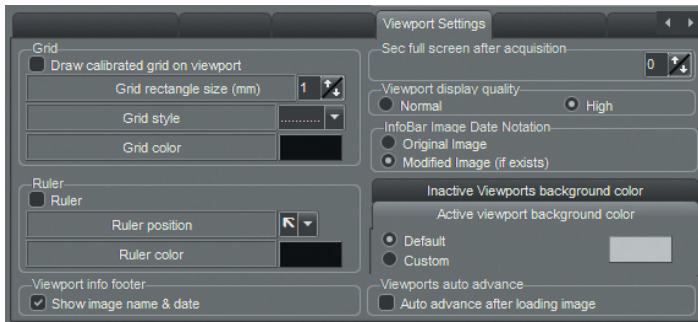 Viewport Settings
Grid
Draw calibrated grid on viewport
Grid rectangle size (mm)
1
Grid style
Grid color
Ruler
Ruler
Ruler position
Ruler color
Viewport info footer
Show image name & date
Sec full screen after acquisition
0
Viewport display quality
Normal
High
InfoBar Image Date Notation
Original Image
Modified Image (if exists)
Inactive Viewports background color
Active viewport background color
Default
Custom
Viewports auto advance
Auto advance after loading image